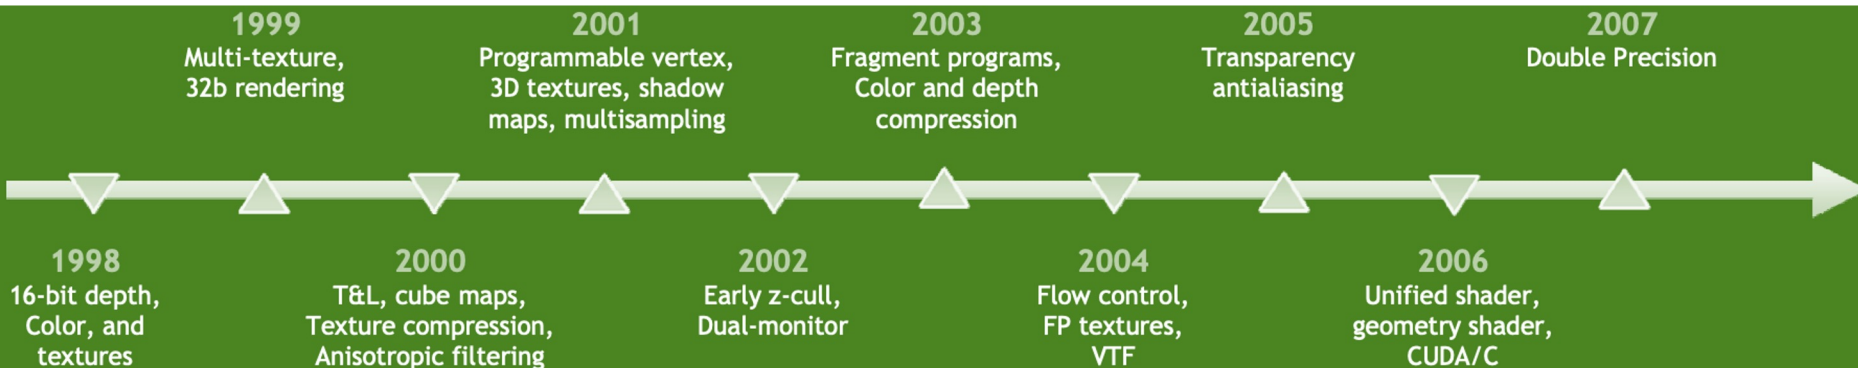 1999
Multi-texture,
32b rendering
2001
Programmable vertex,
3D textures, shadow
maps, multisampling
2003
Fragment programs,
Color and depth
compression
2005
Transparency
antialiasing
2007
Double Precision
1998
16-bit depth,
Color, and
textures
2000
T&L, cube maps,
Texture compression,
Anisotropic filtering
2002
Early z-cull,
Dual-monitor
2004
Flow control,
FP textures,
VTF
2006
Unified shader,
geometry shader,
CUDA/C